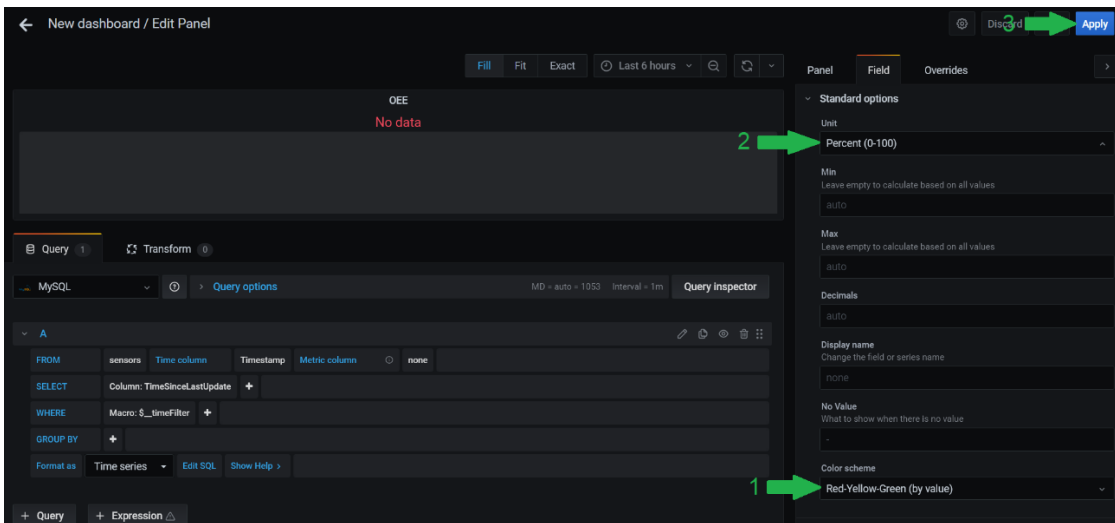 New dashboard / Edit Panel
Discard
3
Apply
Fill Fit Exact Last 6 hours
Panel Field Overrides
OEE
No data
Standard options
Unit
2
Percent (0-100)
Min
Leave empty to calculate based on all values
auto
Max
Leave empty to calculate based on all values
auto
Query 1 Transform 0
MySQL
Query options
MD = auto = 1053 Interval = 1m
Query inspector
Decimals
auto
A
Display name
Change the field or series name
none
FROM sensors Time column Timestamp Metric column none
SELECT Column: TimeSinceLastUpdate +
WHERE Macro: $__timeFilter +
GROUP BY +
No Value
What to show when there is no value
-
Format as Time series Edit SQL Show Help >
Color scheme
1
Red-Yellow-Green (by value)
+ Query + Expression